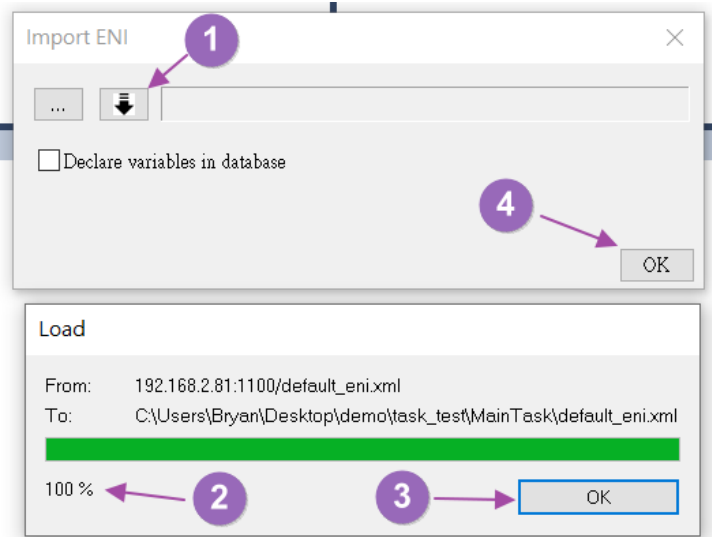 Import ENI
1
...
Declare variables in database
4
OK
Load
From: 192.168.2.81:1100/default_eni.xml
To: C:\Users\Bryan\Desktop\demo\task_test\MainTask\default_eni.xml
100 %
2
3
OK